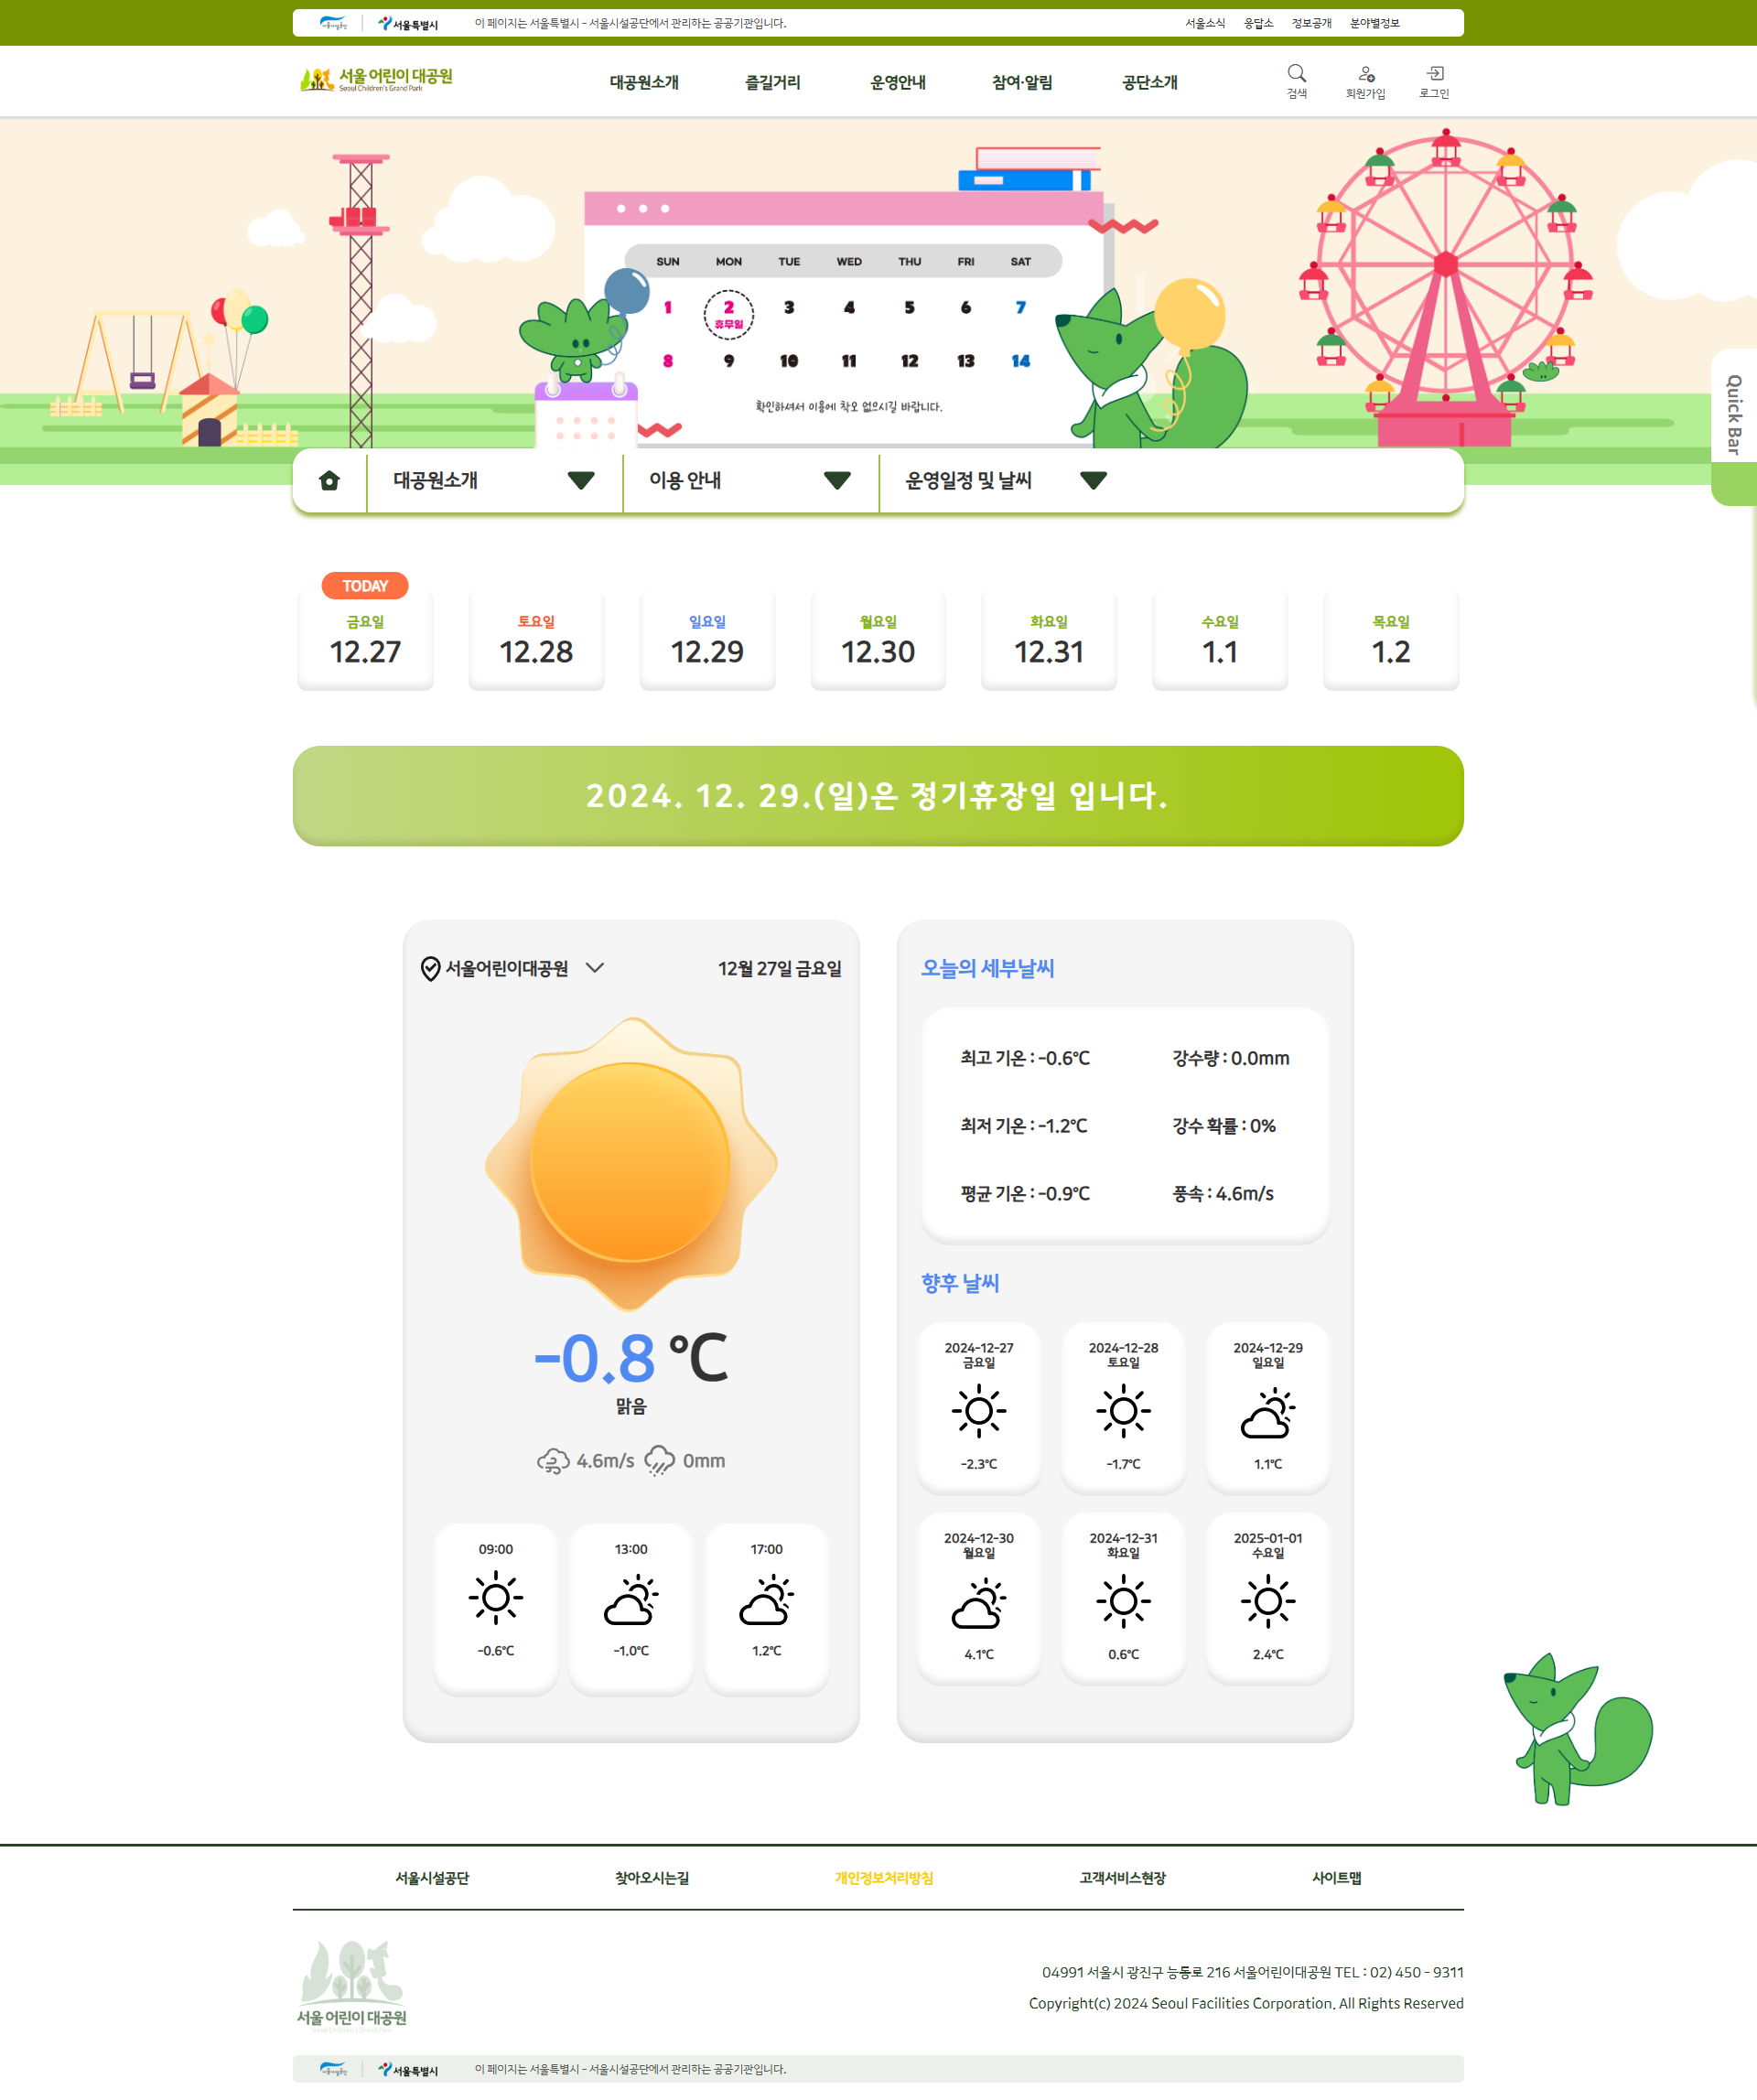 서울특별시 이 페이지는 서울특별시 - 서울시설공단에서 관리하는 공공기관입니다. 서울소식 응답소 정보공개 분야별정보
서울 어린이 대공원
Seoul Children's Grand Park
대공원소개 즐길거리 운영안내 참여·알림 공단소개
검색 회원가입 로그인
SUN MON TUE WED THU FRI SAT
1 2 3 4 5 6 7
휴무일
8 9 10 11 12 13 14
확인하셔서 이용에 착오 없으시길 바랍니다.
Quick Bar
대공원소개 이용 안내 운영일정 및 날씨
TODAY
금요일 토요일 일요일 월요일 화요일 수요일 목요일
12.27 12.28 12.29 12.30 12.31 1.1 1.2
2024. 12. 29.(일)은 정기휴장일 입니다.
서울어린이대공원 12월 27일 금요일
-0.8 ℃
맑음
4.6m/s 0mm
09:00 13:00 17:00
-0.6℃ -1.0℃ 1.2℃
오늘의 세부날씨
최고 기온 : -0.6℃ 강수량 : 0.0mm
최저 기온 : -1.2℃ 강수 확률 : 0%
평균 기온 : -0.9℃ 풍속 : 4.6m/s
향후 날씨
2024-12-27 2024-12-28 2024-12-29
금요일 토요일 일요일
-2.3℃ -1.7℃ 1.1℃
2024-12-30 2024-12-31 2025-01-01
월요일 화요일 수요일
4.1℃ 0.6℃ 2.4℃
서울시설공단 찾아오시는길 개인정보처리방침 고객서비스현장 사이트맵
서울 어린이 대공원
04991 서울시 광진구 능동로 216 서울어린이대공원 TEL : 02) 450 - 9311
Copyright(c) 2024 Seoul Facilities Corporation. All Rights Reserved
서울특별시 이 페이지는 서울특별시 - 서울시설공단에서 관리하는 공공기관입니다.